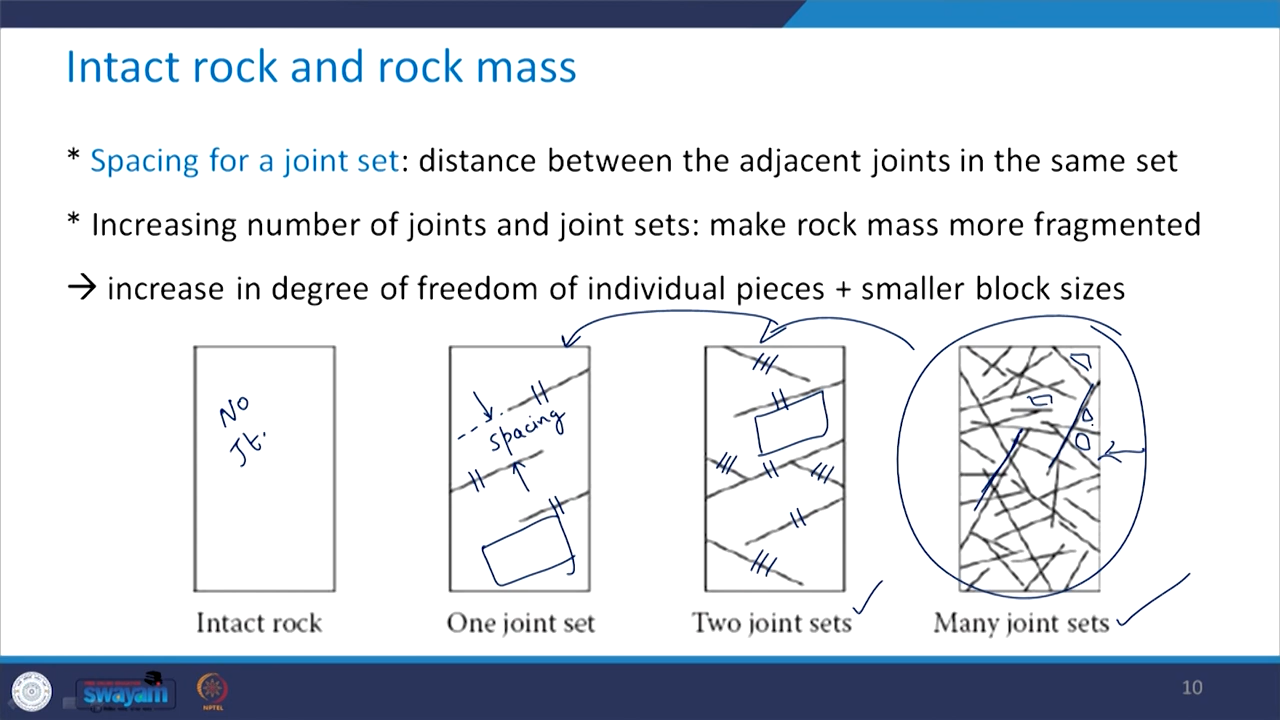 Intact rock and rock mass
* Spacing for a joint set: distance between the adjacent joints in the same set
* Increasing number of joints and joint sets: make rock mass more fragmented
→ increase in degree of freedom of individual pieces + smaller block sizes
No
Jt.
spacing
Intact rock
One joint set
Two joint sets
Many joint sets
swayam
NPTEL
10